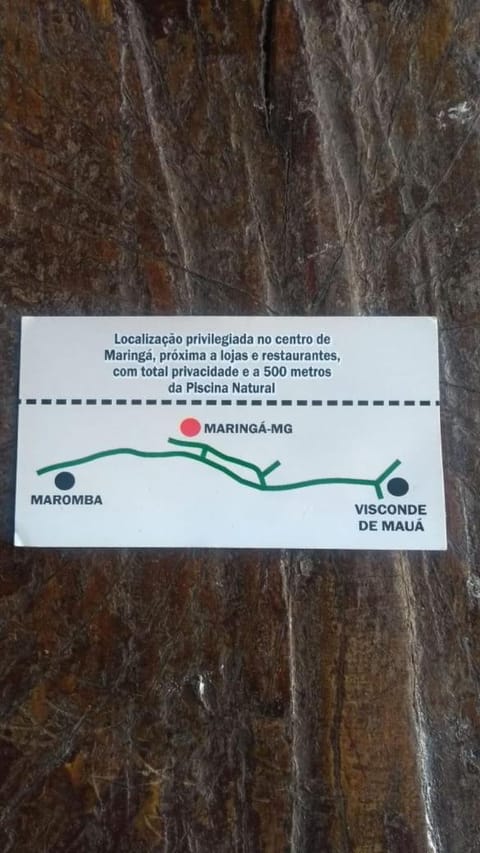 Localização privilegiada no centro de
Maringá, próxima a lojas e restaurantes,
com total privacidade e a 500 metros
da Piscina Natural
MARINGÁ-MG
MAROMBA
VISCONDE
DE MAUÁ